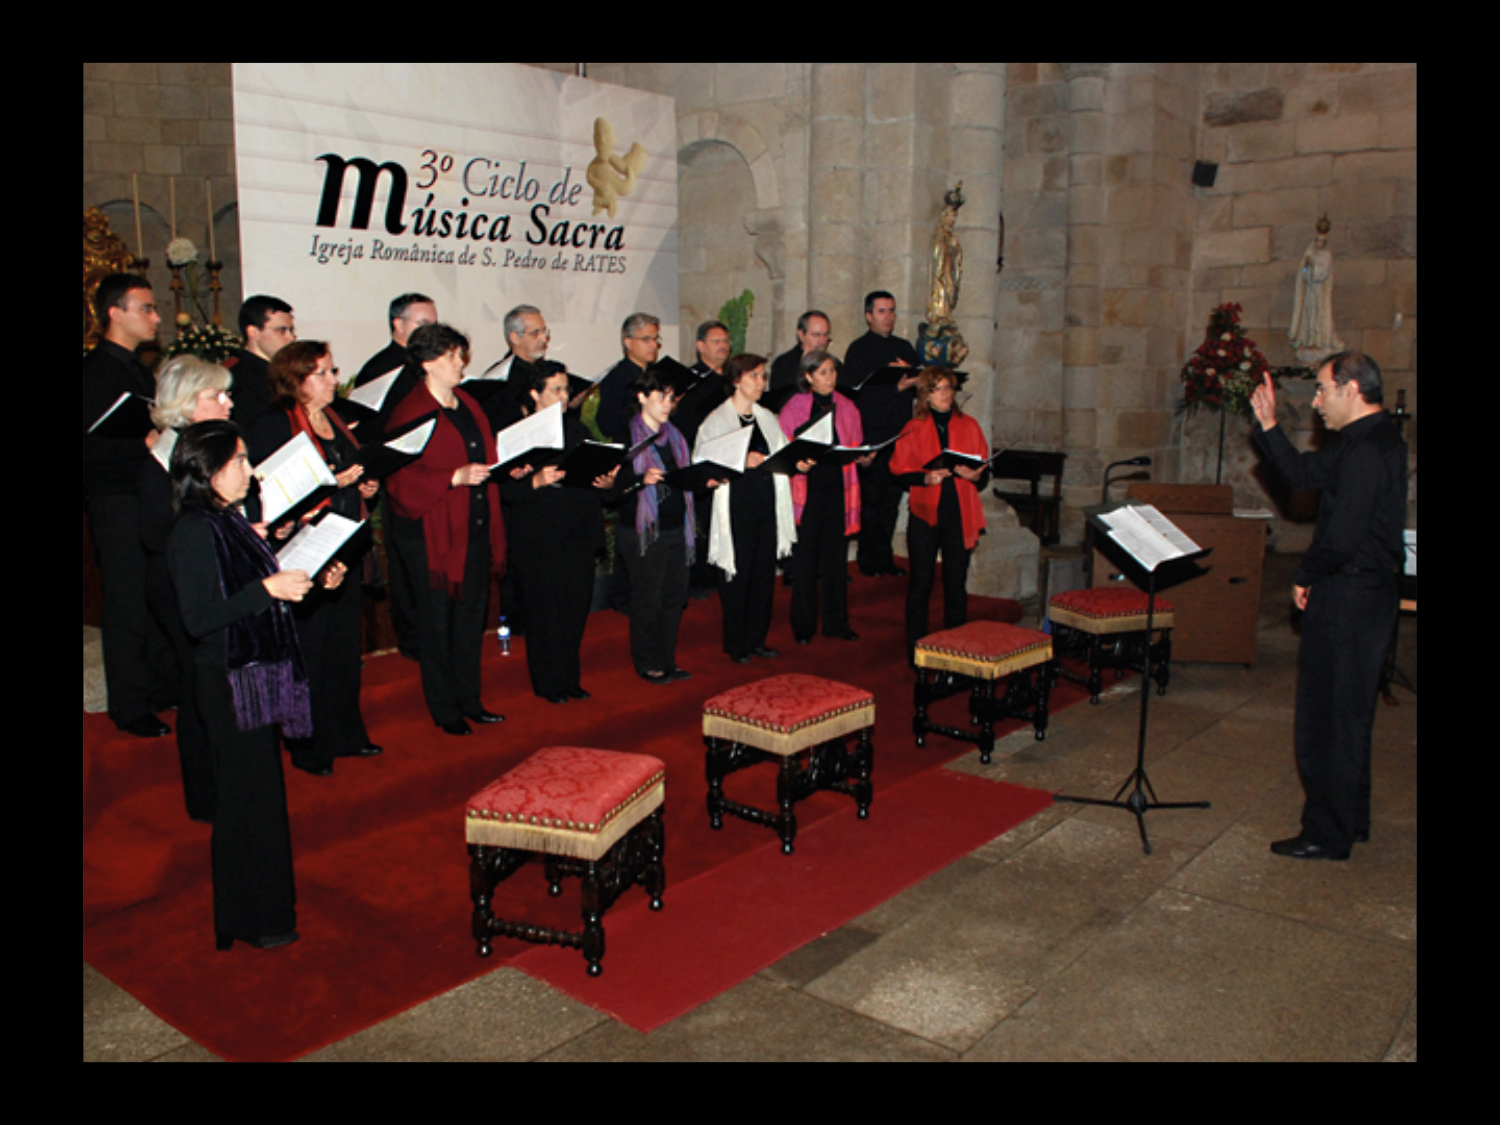 3º Ciclo de
Música Sacra
Igreja Românica de S. Pedro de RATES